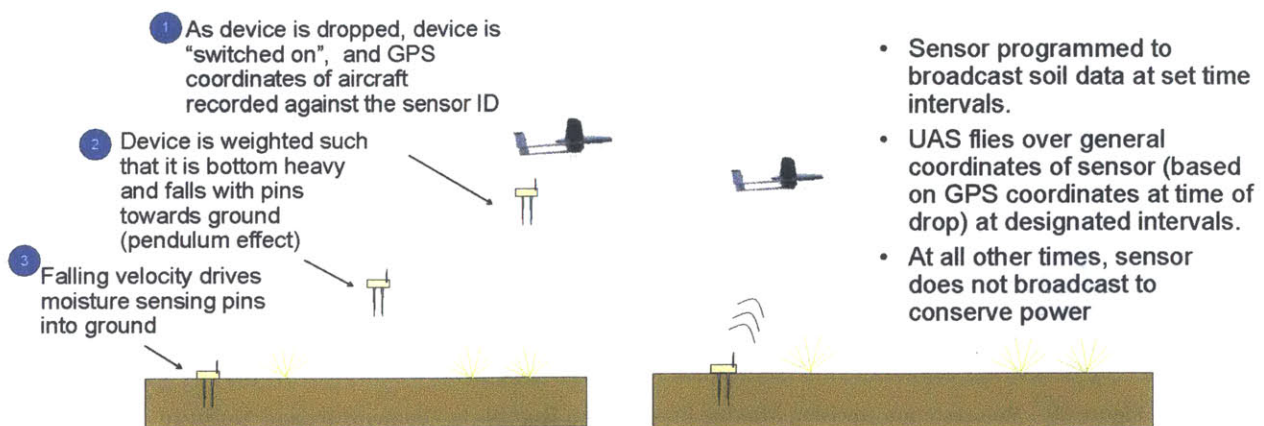 1
As device is dropped, device is
"switched on", and GPS
coordinates of aircraft
recorded against the sensor ID
2
Device is weighted such
that it is bottom heavy
and falls with pins
towards ground
(pendulum effect)
3
Falling velocity drives
moisture sensing pins
into ground
• Sensor programmed to
broadcast soil data at set time
intervals.
• UAS flies over general
coordinates of sensor (based
on GPS coordinates at time of
drop) at designated intervals.
• At all other times, sensor
does not broadcast to
conserve power